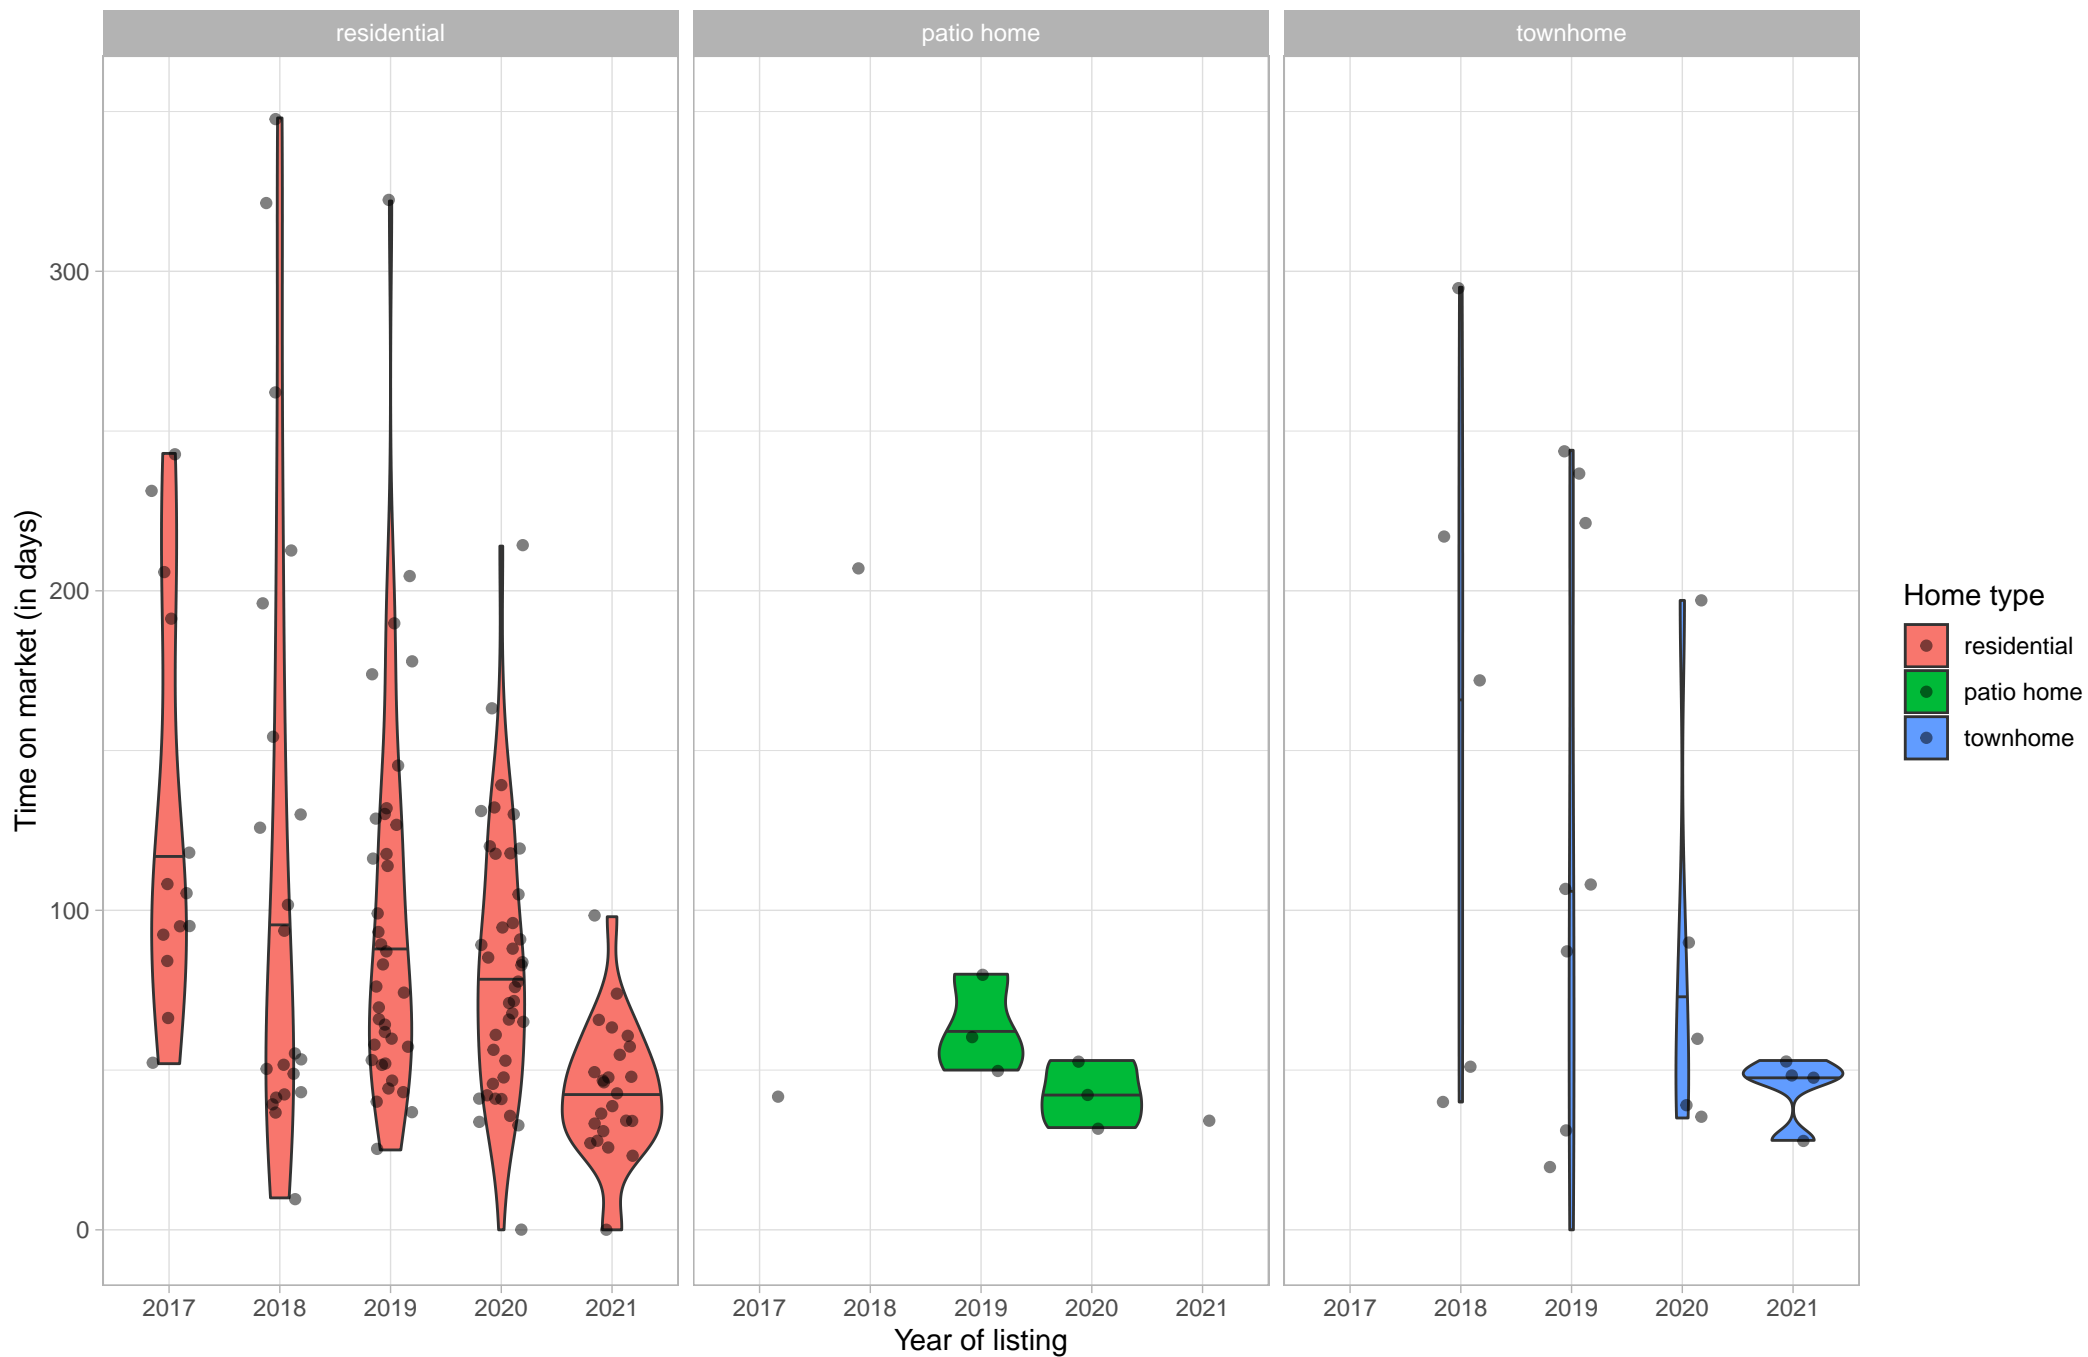 residential patio home townhome
Time on market (in days)
300
200
100
0
2017 2018 2019 2020 2021 2017 2018 2019 2020 2021 2017 2018 2019 2020 2021
Year of listing
Home type
residential
patio home
townhome